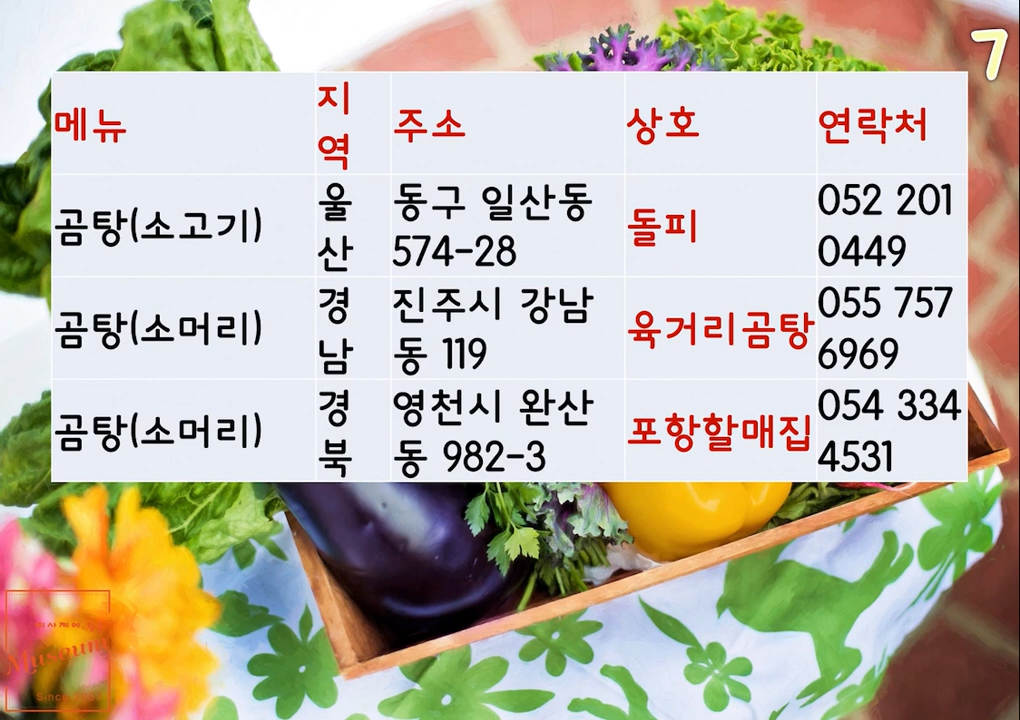 7
메뉴 지역 주소 상호 연락처
곰탕(소고기) 울산 동구 일산동 574-28 돌피 052 201 0449
곰탕(소머리) 경남 진주시 강남동 119 육거리곰탕 055 757 6969
곰탕(소머리) 경북 영천시 완산동 982-3 포항할매집 054 334 4531
Museum
Since